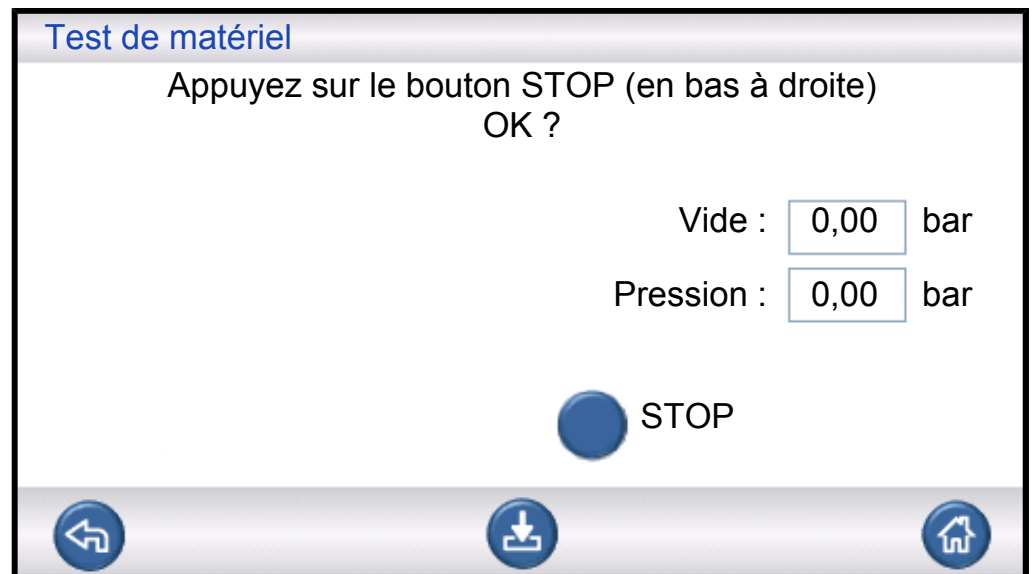 Test de matériel
Appuyez sur le bouton STOP (en bas à droite)
OK ?
Vide : 0,00 bar
Pression : 0,00 bar
STOP